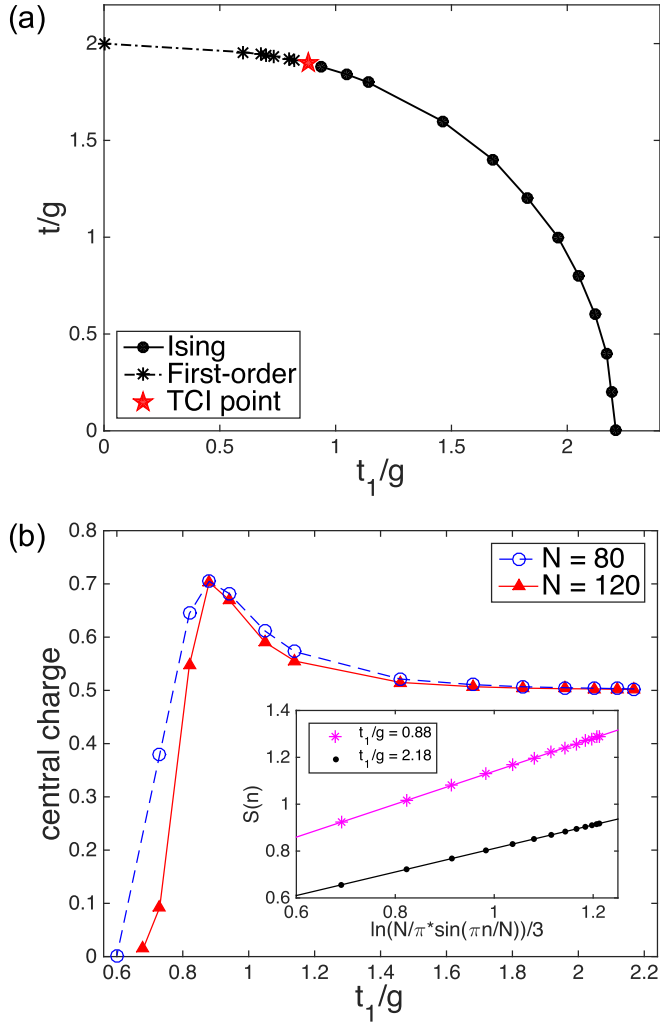 (a)
2
1.5
1
0.5
0
t/g
Ising
First-order
TCI point
0 0.5 1 1.5 2
t1/g
(b)
0.8
0.7
0.6
0.5
0.4
0.3
0.2
0.1
0
central charge
N = 80
N = 120
1.4
1.2
1
0.8
0.6
S(n)
t1/g = 0.88
t1/g = 2.18
0.6 0.8 1 1.2
ln(N/π*sin(πn/N))/3
0.6 0.8 1 1.2 1.4 1.6 1.8 2 2.2
t1/g